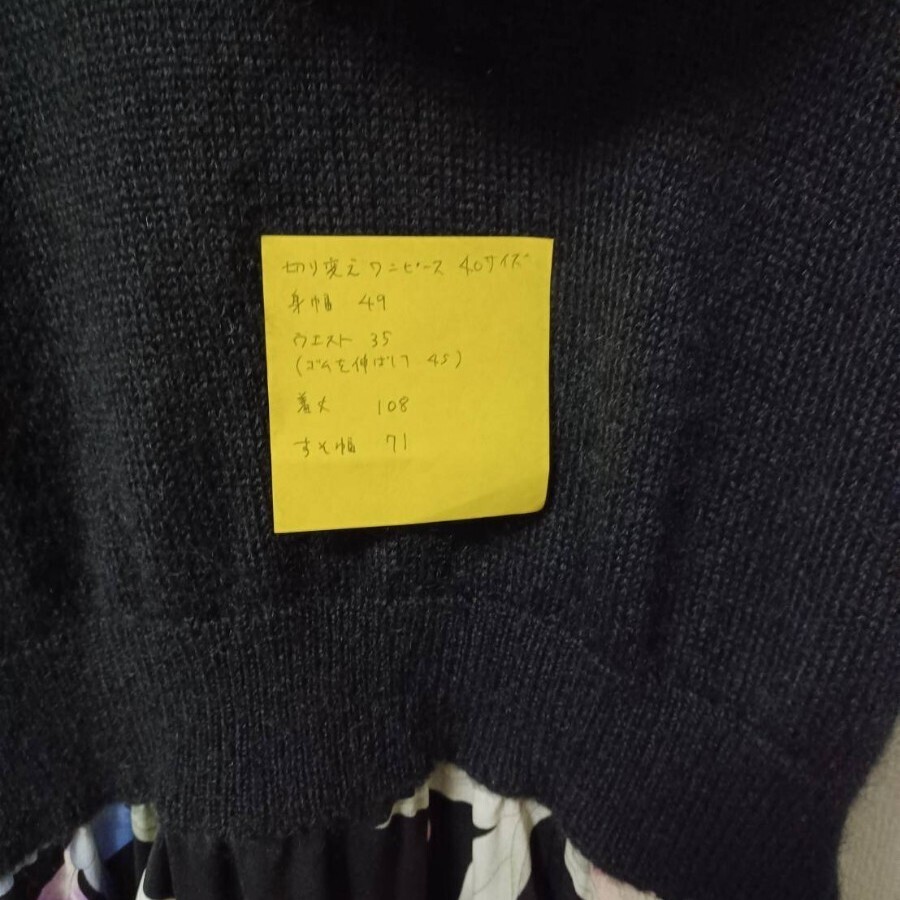 切り変えワンピース 40サイズ
身幅 49
ウエスト 35
(ゴムを伸ばして 45)
着丈 108
すそ幅 71